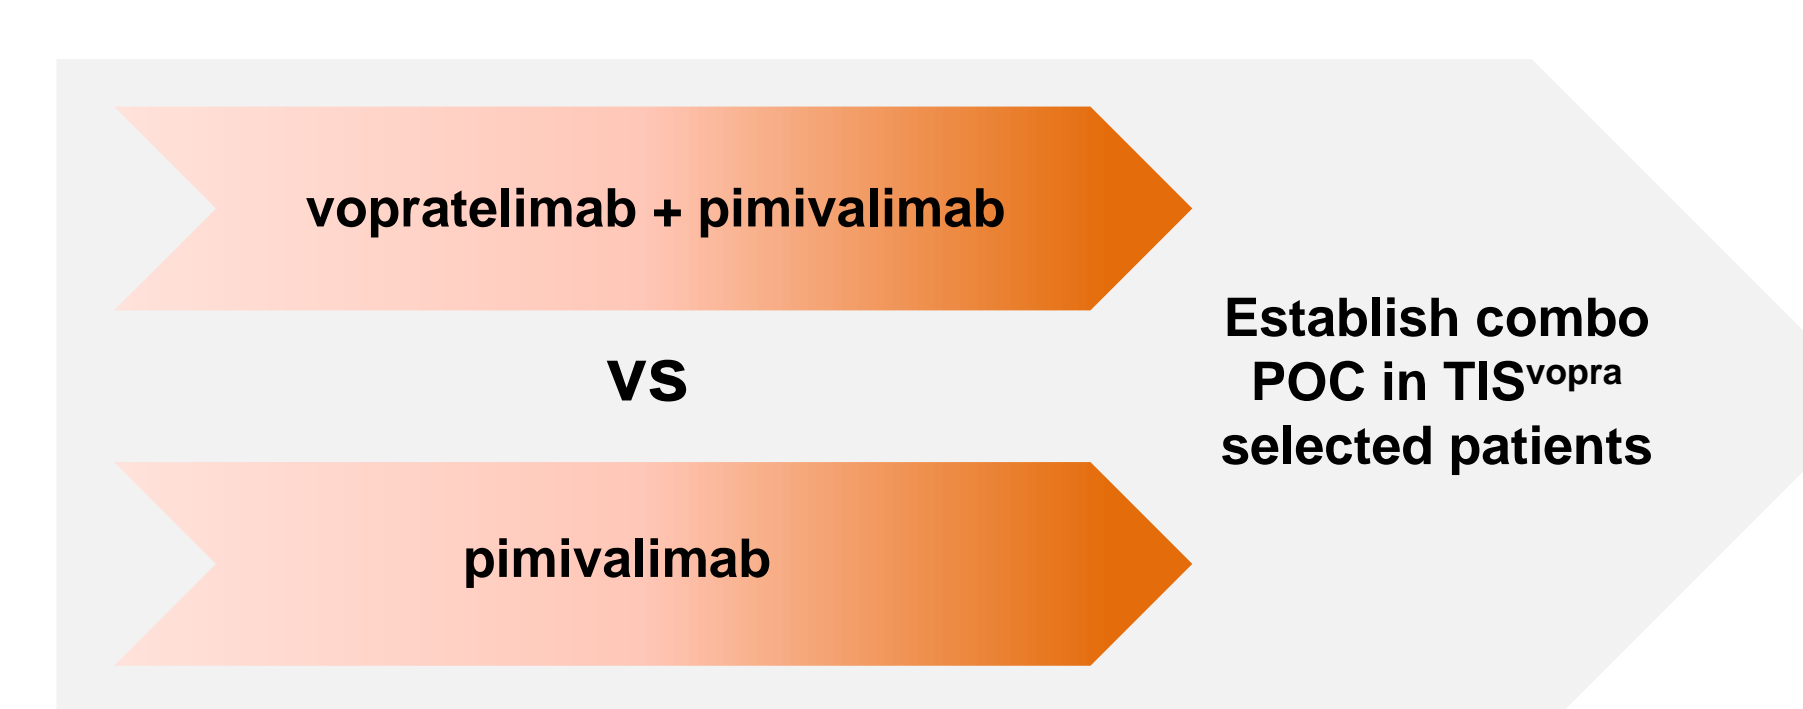 vopratelimab + pimivalimab
vs
pimivalimab
Establish combo
POC in TISvopra
selected patients